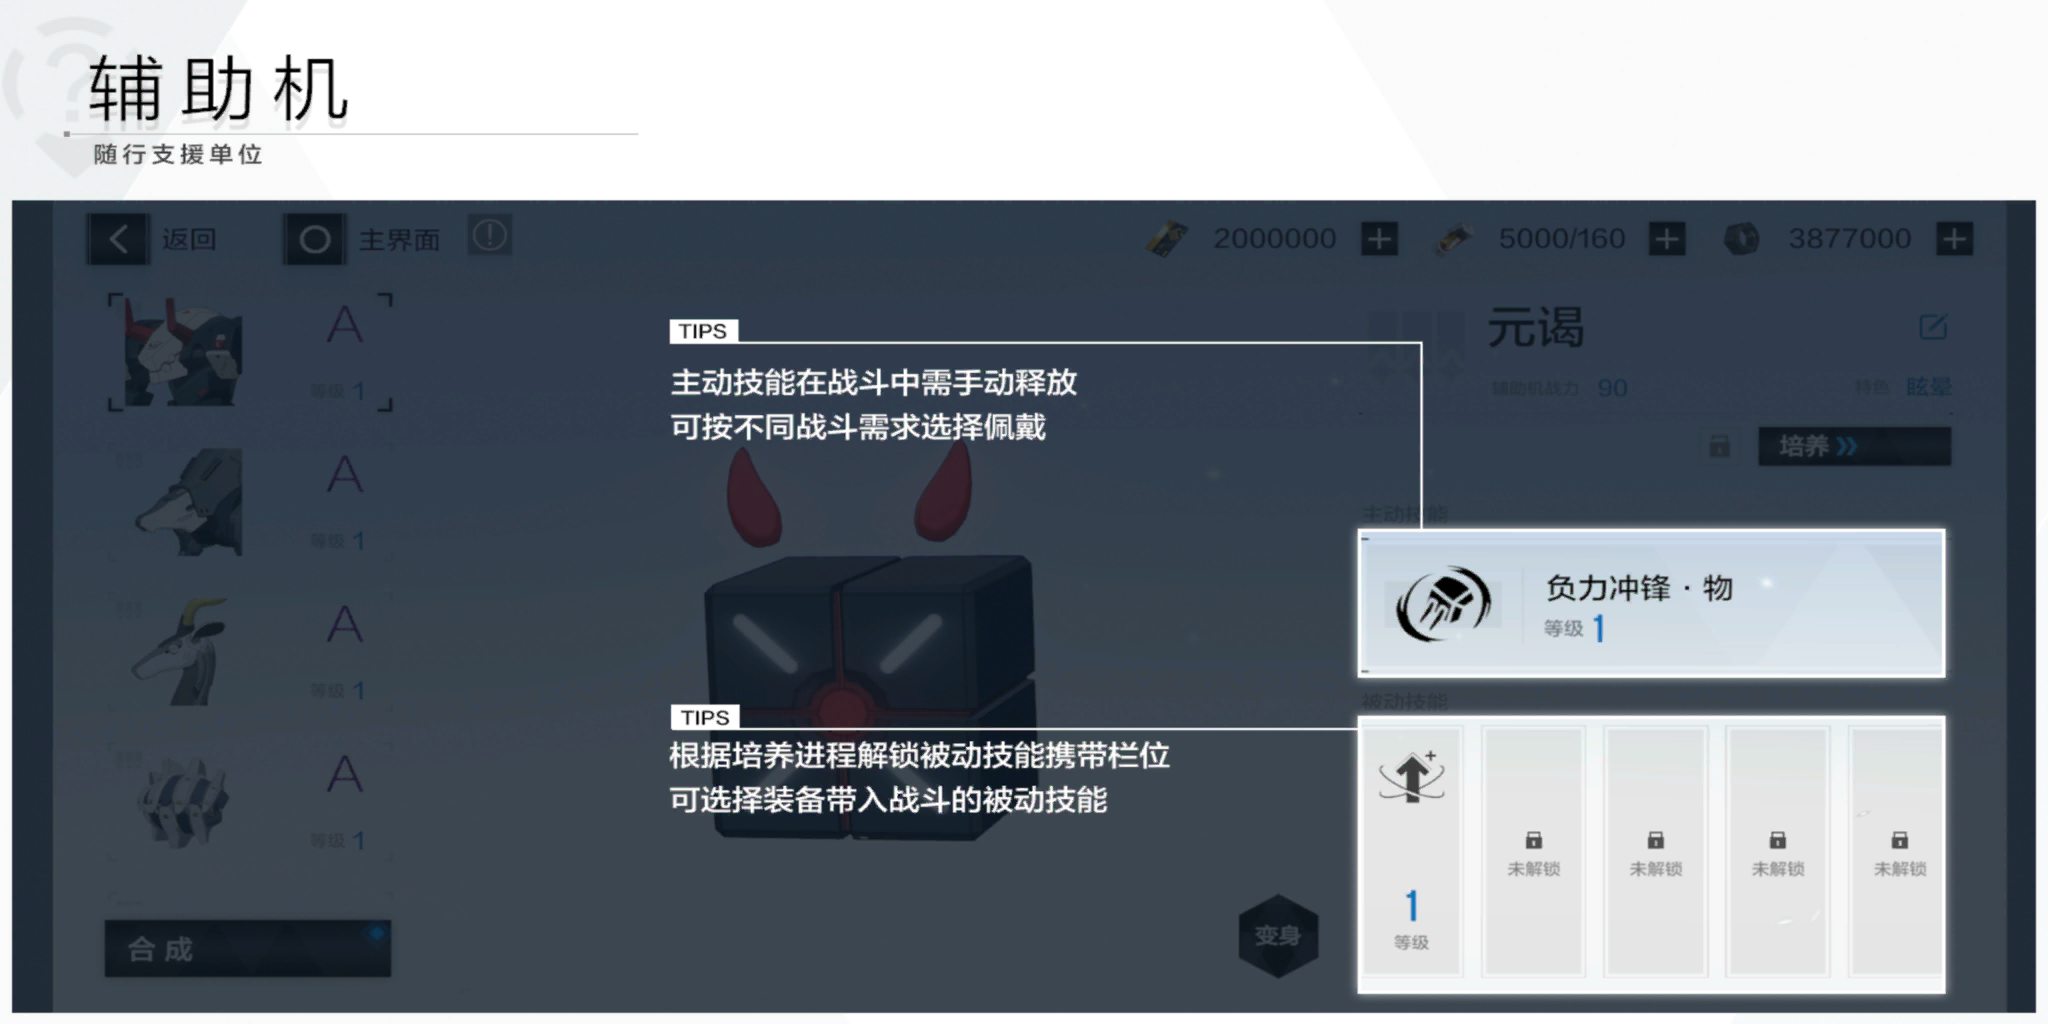 辅助机
随行支援单位
返回
主界面
2000000
5000/160
3877000
A
等级 1
A
等级 1
A
等级 1
A
等级 1
合成
TIPS
主动技能在战斗中需手动释放
可按不同战斗需求选择佩戴
TIPS
根据培养进程解锁被动技能携带栏位
可选择装备带入战斗的被动技能
变身
元谒
辅助机战力 90
特色 眩晕
培养
主动技能
负力冲锋·物
等级 1
被动技能
1
等级
未解锁
未解锁
未解锁
未解锁